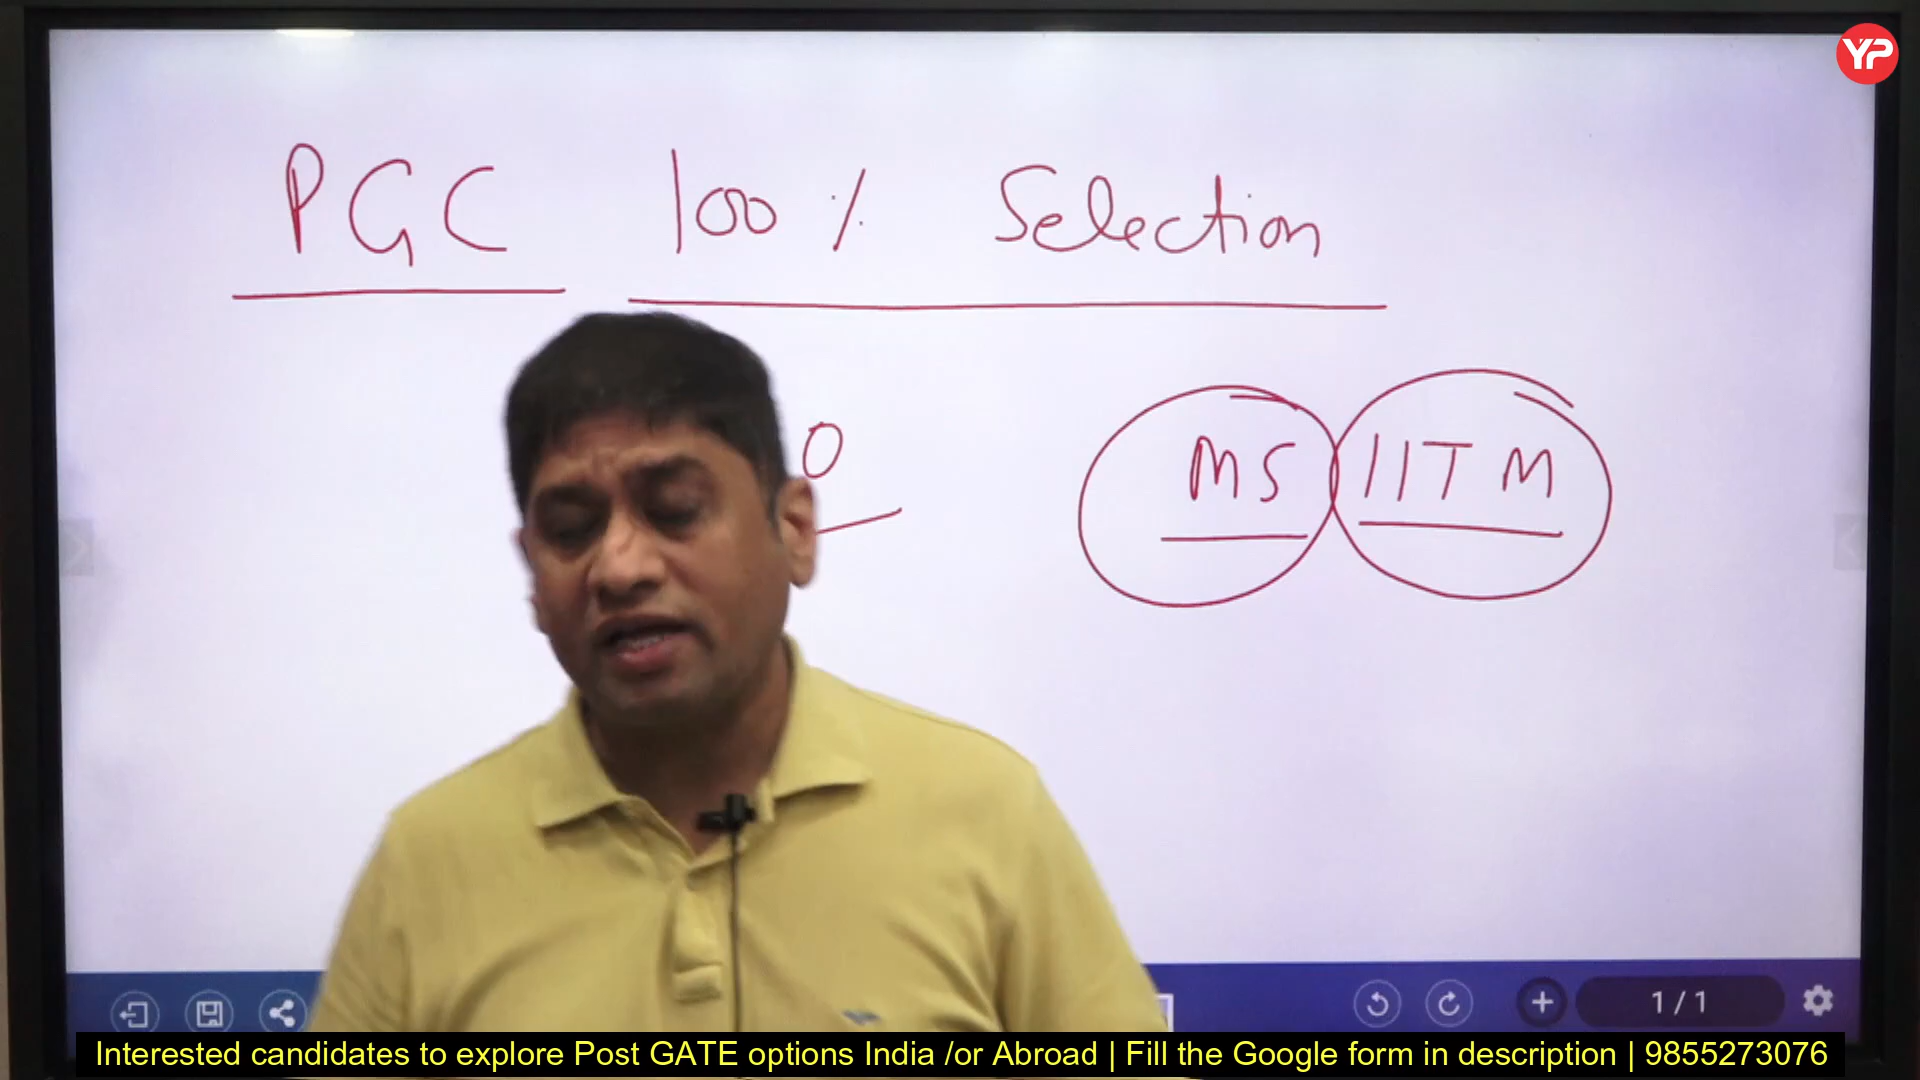 YP
PGC 100% Selection
0 MS IITM
1/1
Interested candidates to explore Post GATE options India /or Abroad | Fill the Google form in description | 9855273076